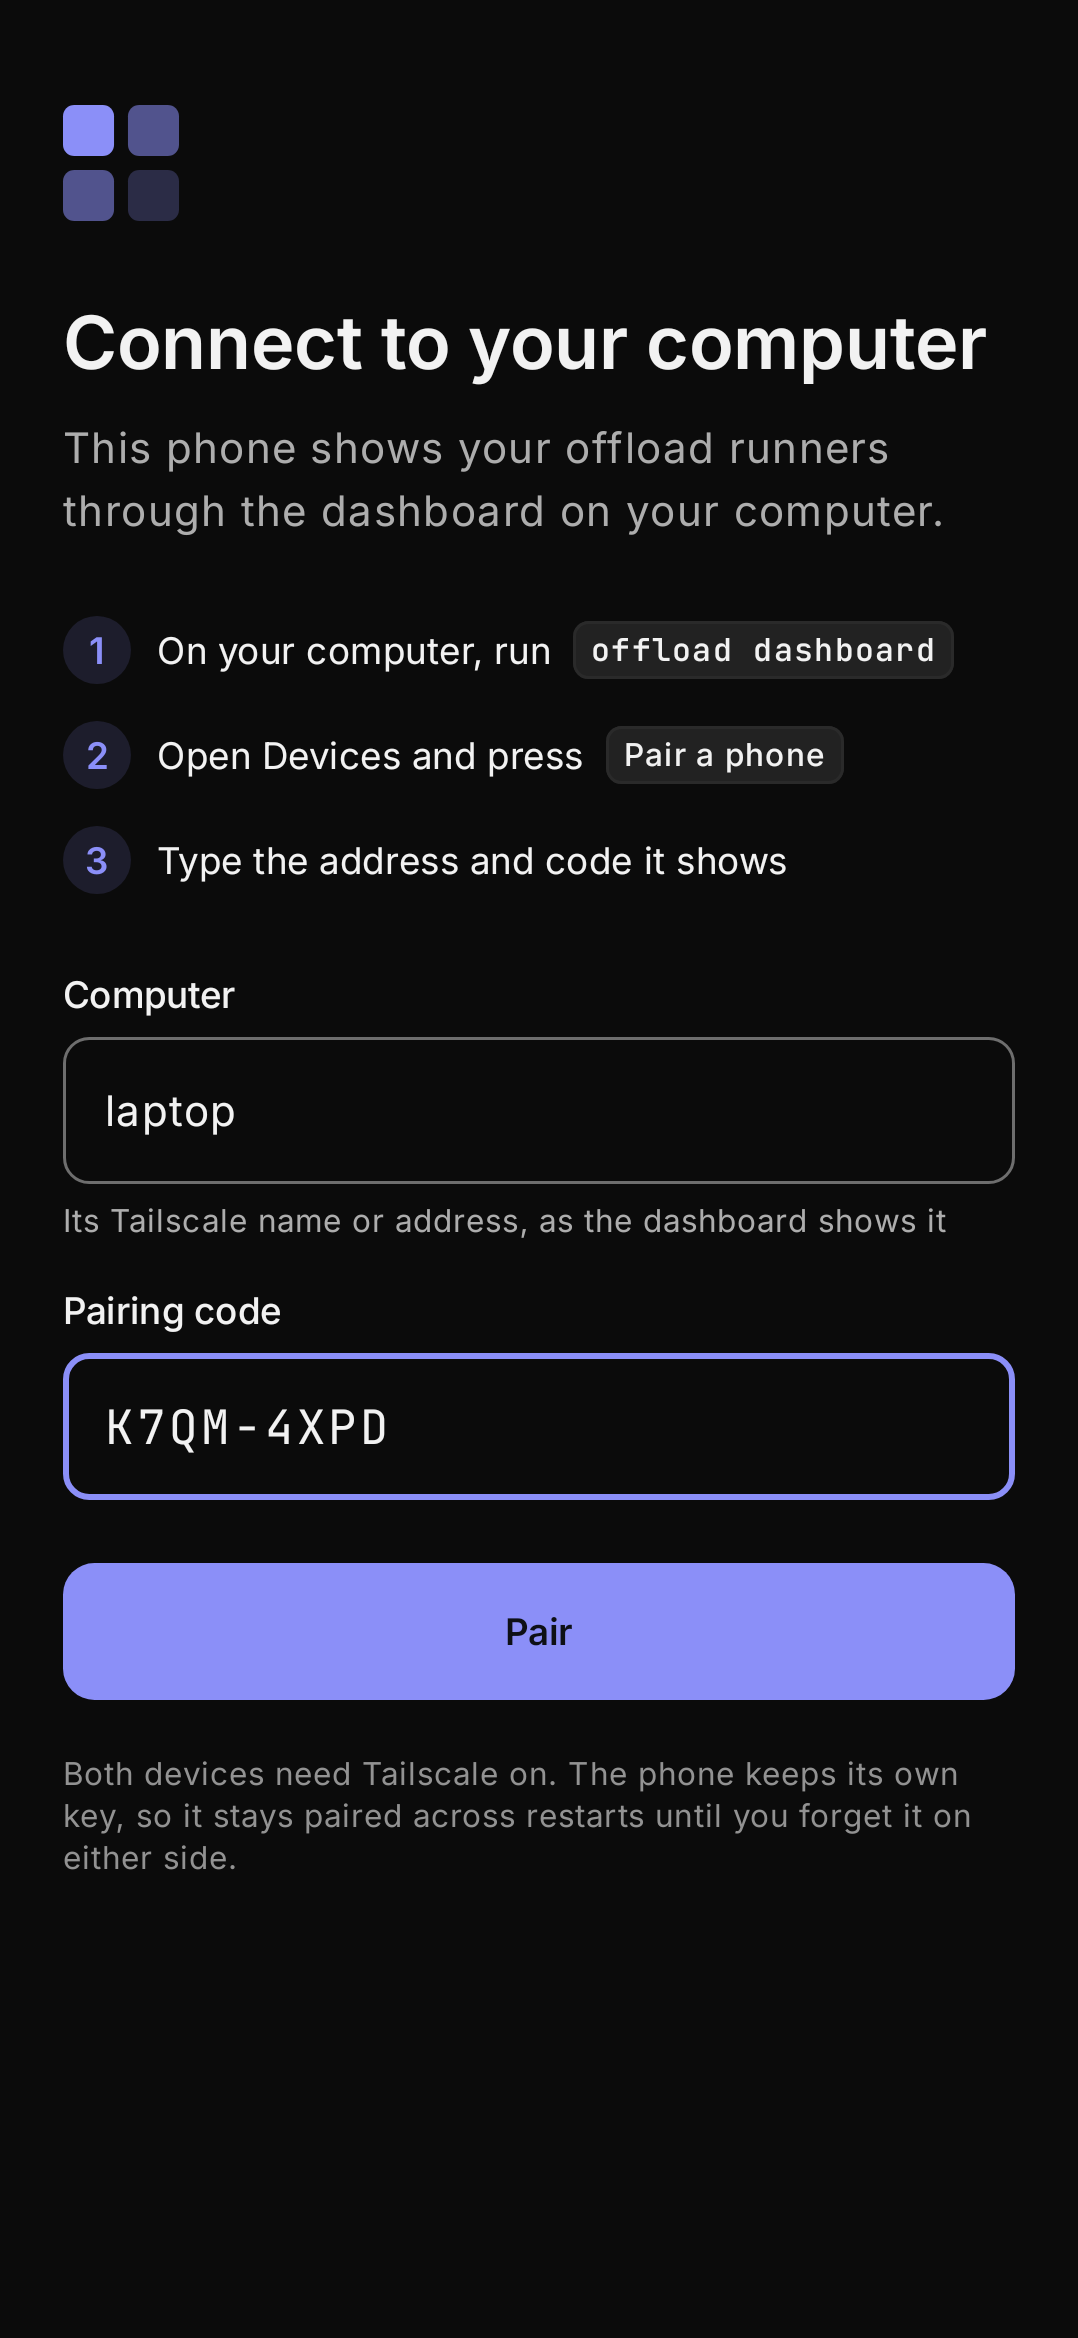 Connect to your computer
This phone shows your offload runners
through the dashboard on your computer.
1 On your computer, run offload dashboard
2 Open Devices and press Pair a phone
3 Type the address and code it shows
Computer
laptop
Its Tailscale name or address, as the dashboard shows it
Pairing code
K7QM-4XPD
Pair
Both devices need Tailscale on. The phone keeps its own
key, so it stays paired across restarts until you forget it on
either side.